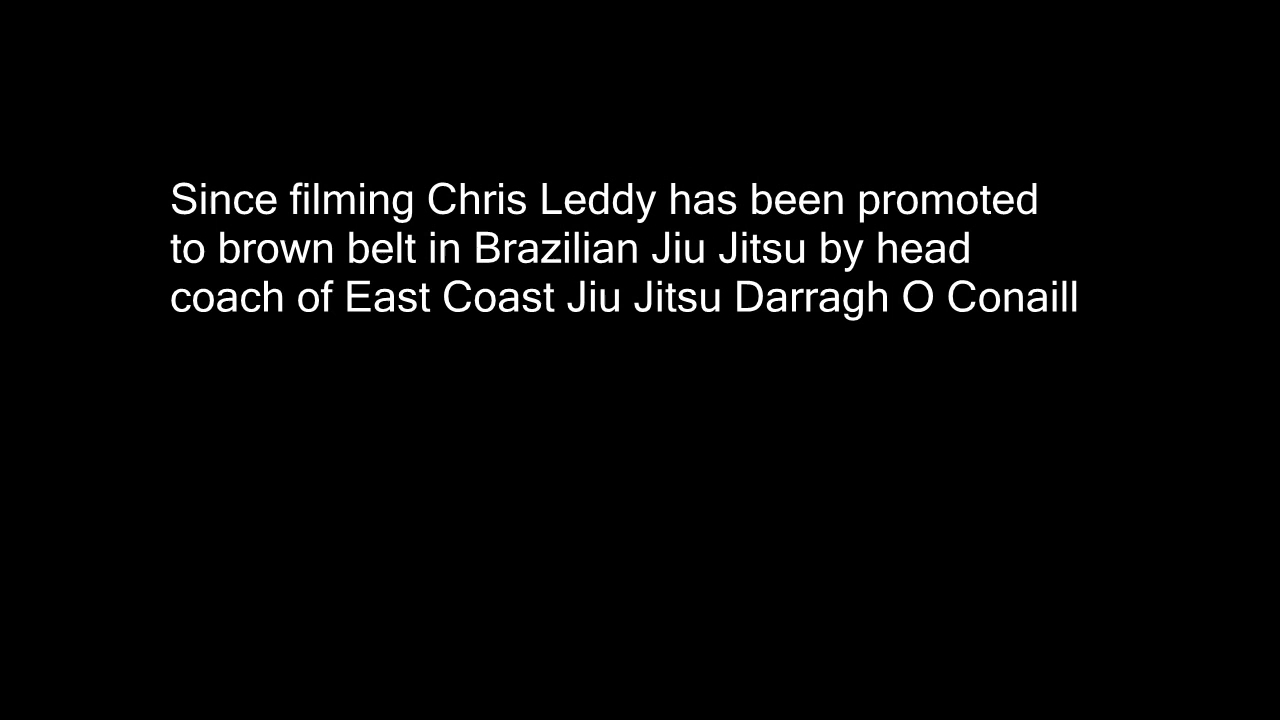 Since filming Chris Leddy has been promoted
to brown belt in Brazilian Jiu Jitsu by head
coach of East Coast Jiu Jitsu Darragh O Conaill